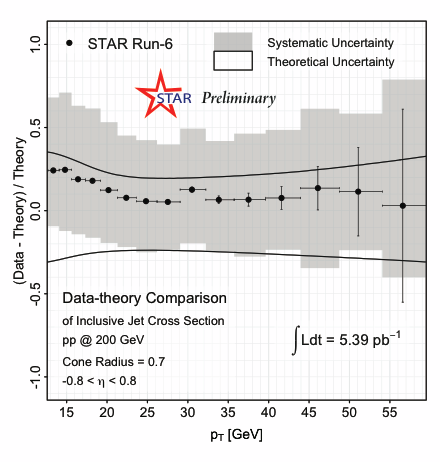 STAR Run-6
Systematic Uncertainty
Theoretical Uncertainty
STAR Preliminary
(Data - Theory) / Theory
1.0
0.5
0.0
-0.5
-1.0
Data-theory Comparison
of Inclusive Jet Cross Section
pp @ 200 GeV
Cone Radius = 0.7
-0.8 < η < 0.8
∫Ldt = 5.39 pb⁻¹
15 20 25 30 35 40 45 50 55
pT [GeV]